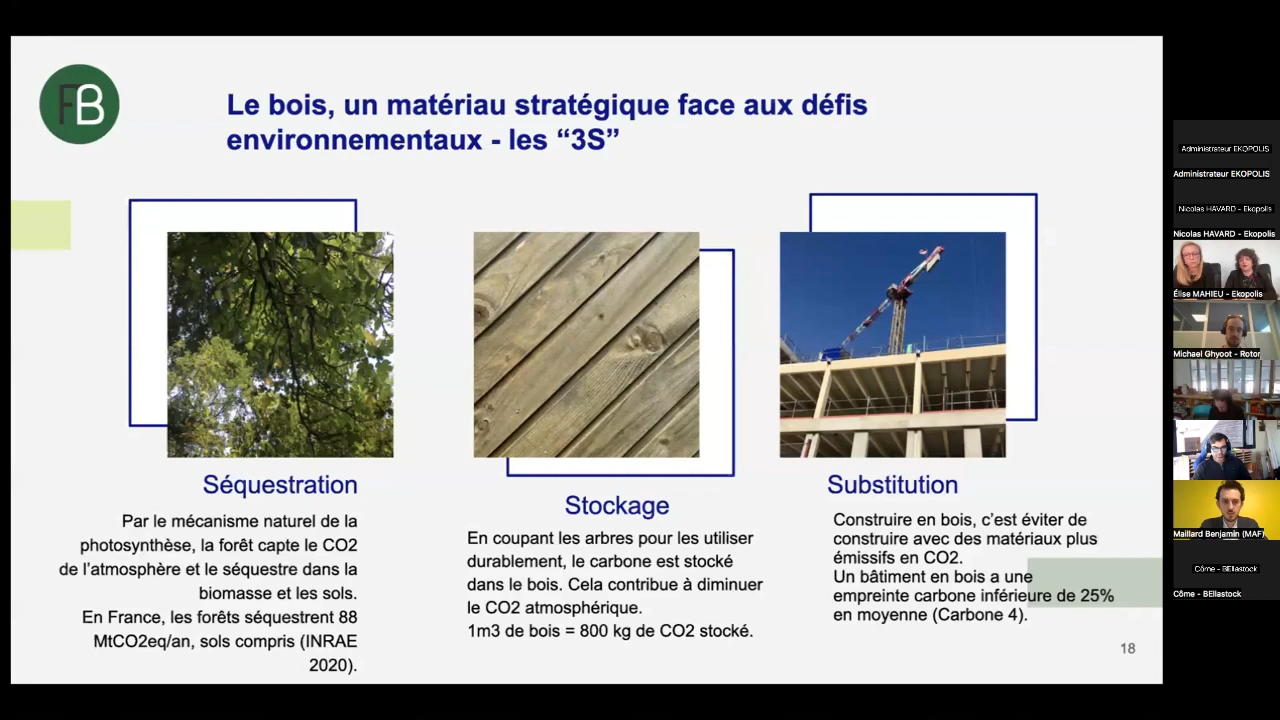 FB
Le bois, un matériau stratégique face aux défis
environnementaux - les “3S”
Séquestration
Par le mécanisme naturel de la
photosynthèse, la forêt capte le CO2
de l’atmosphère et le séquestre dans la
biomasse et les sols.
En France, les forêts séquestrent 88
MtCO2eq/an, sols compris (INRAE
2020).
Stockage
En coupant les arbres pour les utiliser
durablement, le carbone est stocké
dans le bois. Cela contribue à diminuer
le CO2 atmosphérique.
1m3 de bois = 800 kg de CO2 stocké.
Substitution
Construire en bois, c’est éviter de
construire avec des matériaux plus
émissifs en CO2.
Un bâtiment en bois a une
empreinte carbone inférieure de 25%
en moyenne (Carbone 4).
18
Administrateur EKOPOLIS
Administrateur EKOPOLIS
Nicolas HAVARD - Ekopolis
Nicolas HAVARD - Ekopolis
Élise MAHIEU - Ekopolis
Michael Ghyoot - Rotor
Maillard Benjamin (MAF)
Côme - BEllastock
Côme - BEllastock